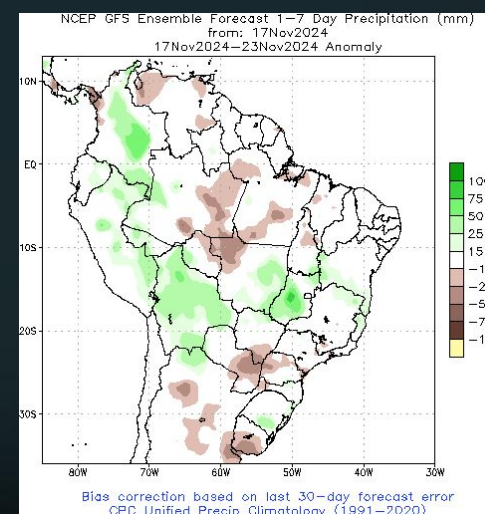 NCEP GFS Ensemble Forecast 1–7 Day Precipitation (mm)
from: 17Nov2024
17Nov2024–23Nov2024 Anomaly
10N
EQ
10S
20S
30S
80W 70W 60W 50W 40W 30W
75
50
25
15
Bias correction based on last 30–day forecast error
CPC Unified Precip Climatology (1991–2020)